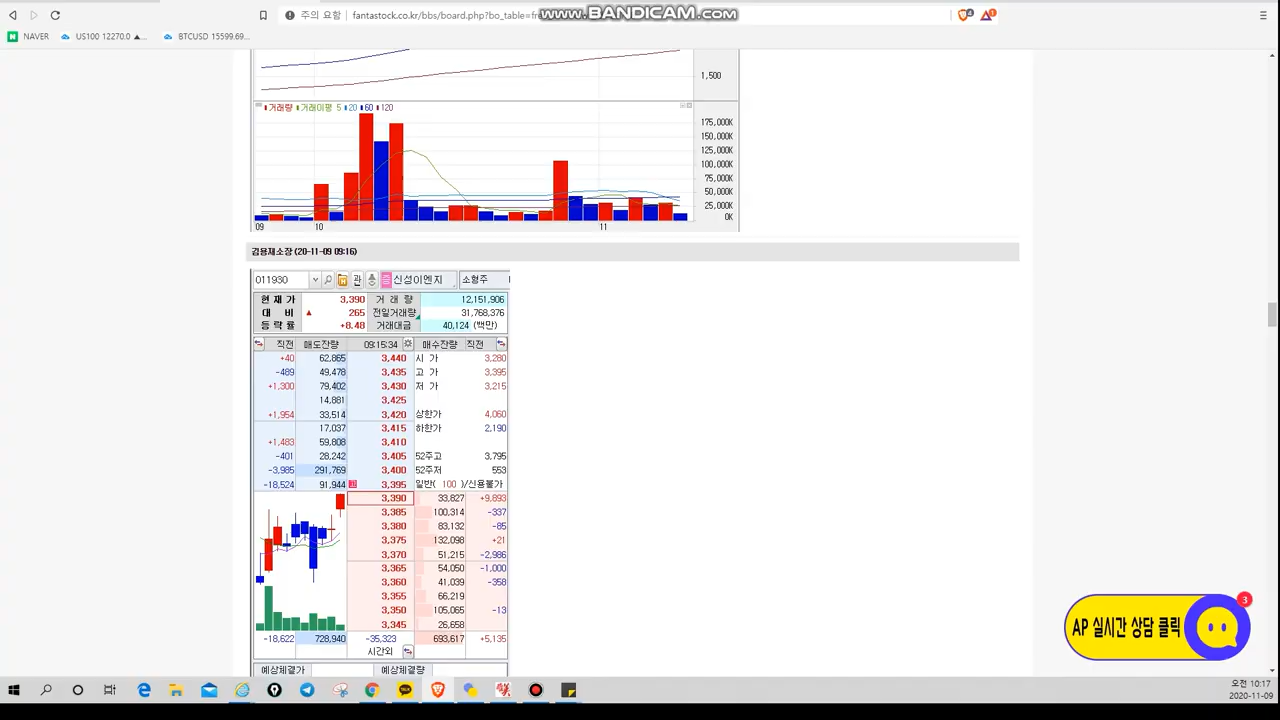 주의 요함 fantastock.co.kr/bbs/board.php?bo_table=fr
www.BANDICAM.com
4
1
NAVER US100 12270.0 ▲... BTCUSD 15599.69...
1,500
거래량 거래이평 5 20 60 120
175,000K
150,000K
125,000K
100,000K
75,000K
50,000K
25,000K
0K
09 10 11
김용재소장 (20-11-09 09:16)
011930 관 증 신성이엔지 소형주
현 재 가 3,390 거 래 량 12,151,906
대 비 ▲ 265 전일거래량 31,768,376
등 락 률 +8.48 거래대금 40,124 (백만)
직전 매도잔량 09:15:34 매수잔량 직전
+40 62,865 3,440 시 가 3,280
-489 49,478 3,435 고 가 3,395
+1,300 79,402 3,430 저 가 3,215
14,881 3,425
+1,954 33,514 3,420 상한가 4,060
17,037 3,415 하한가 2,190
+1,483 59,808 3,410
-401 28,242 3,405 52주고 3,795
-3,985 291,769 3,400 52주저 553
-18,524 91,944 3,395 일반( 100 )/신용불가
3,390 33,827 +9,893
3,385 100,314 -337
3,380 83,132 -85
3,375 132,098 +21
3,370 51,215 -2,986
3,365 54,050 -1,000
3,360 41,039 -358
3,355 66,219
3,350 105,065 -13
3,345 26,658
-18,622 728,940 -35,323 693,617 +5,135
시간외
예상체결가 예상체결량
AP 실시간 상담 클릭
3
오전 10:17
2020-11-09